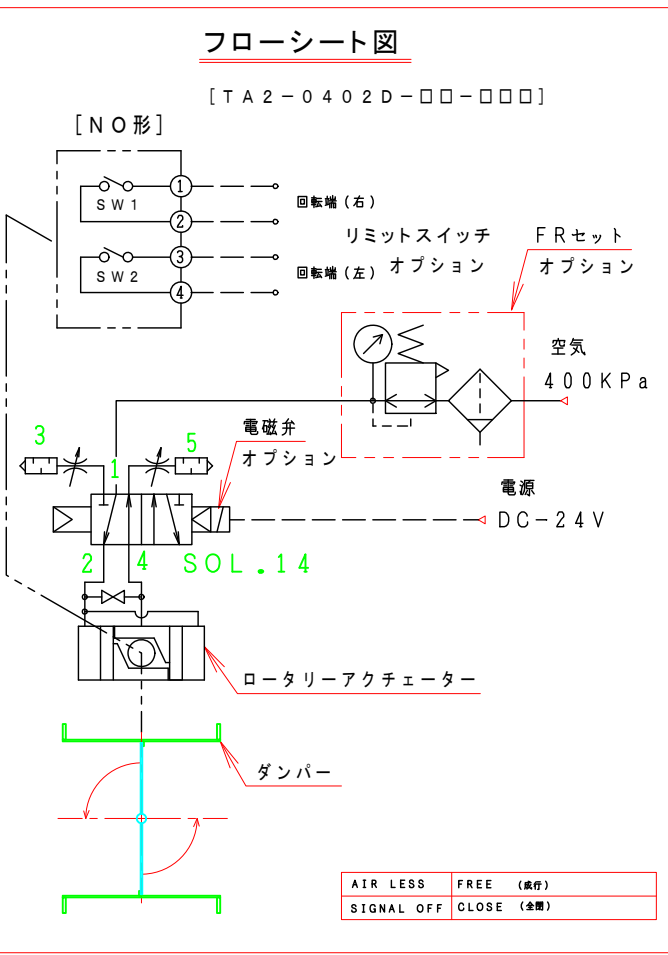 フローシート図
[TA2-0402D-□□-□□□]
[NO形]
SW1
1
2
回転端(右)
SW2
3
4
回転端(左)
リミットスイッチ
オプション
FRセット
オプション
空気
400KPa
電磁弁
オプション
3
1
5
電源
DC-24V
2
4
SOL.14
ロータリーアクチェーター
ダンパー
AIR LESS FREE (成行)
SIGNAL OFF CLOSE (全閉)